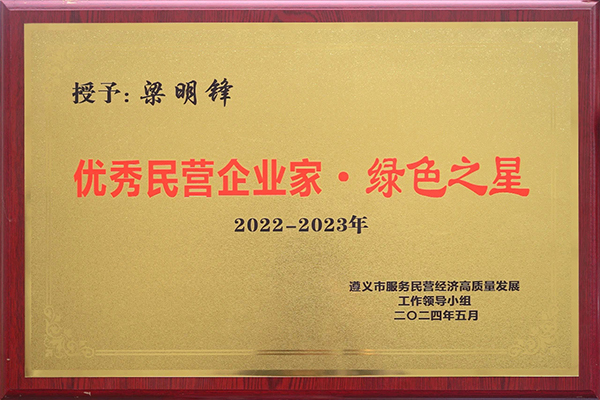 授予：梁明锋
优秀民营企业家·绿色之星
2022-2023年
遵义市服务民营经济高质量发展
工作领导小组
二〇二四年五月